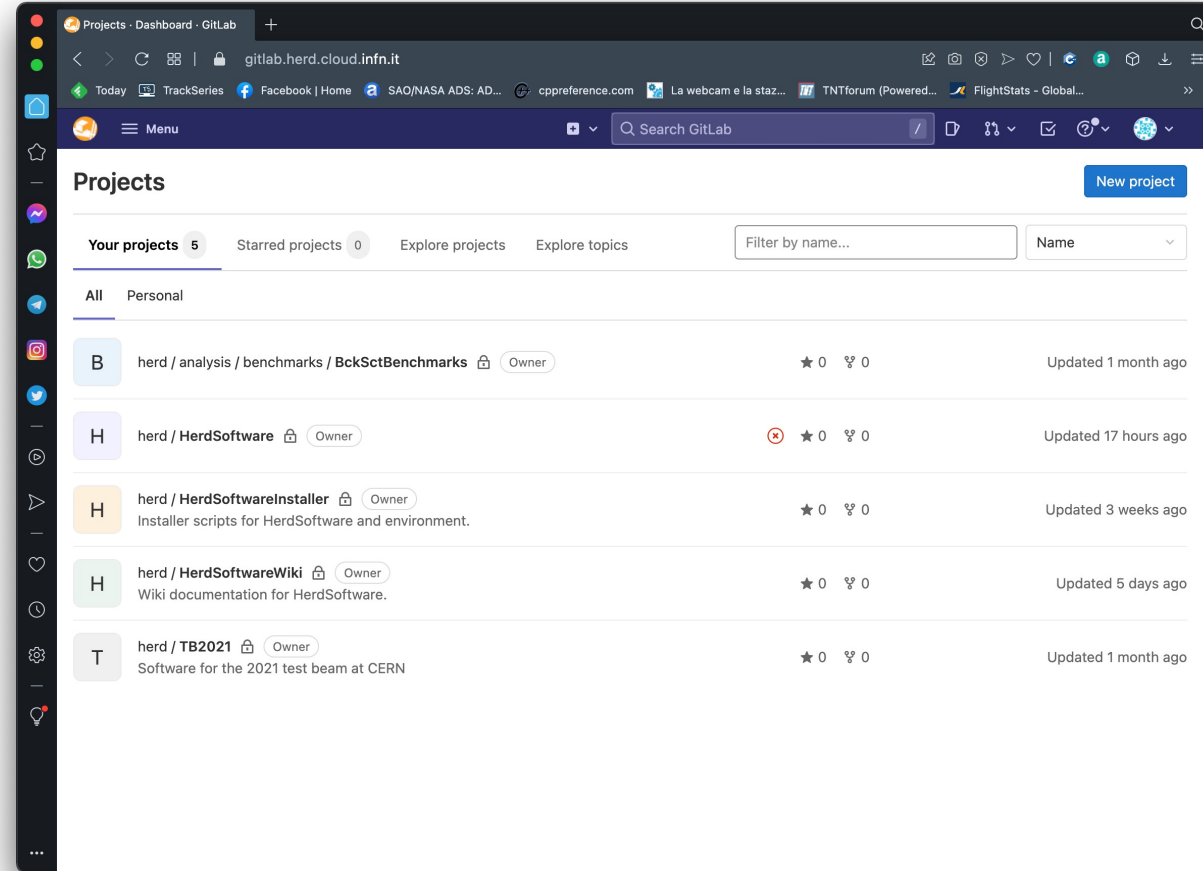 Projects · Dashboard · GitLab
gitlab.herd.cloud.infn.it
Today TrackSeries Facebook | Home SAO/NASA ADS: AD... cppreference.com La webcam e la staz... TNTforum (Powered... FlightStats - Global... »
Menu Search GitLab /
Projects New project
Your projects 5 Starred projects 0 Explore projects Explore topics Filter by name... Name
All Personal
B herd / analysis / benchmarks / BckSctBenchmarks Owner 0 0 Updated 1 month ago
H herd / HerdSoftware Owner 0 0 Updated 17 hours ago
herd / HerdSoftwareInstaller Owner
H 0 0 Updated 3 weeks ago
Installer scripts for HerdSoftware and environment.
herd / HerdSoftwareWiki Owner
H 0 0 Updated 5 days ago
Wiki documentation for HerdSoftware.
herd / TB2021 Owner
T 0 0 Updated 1 month ago
Software for the 2021 test beam at CERN